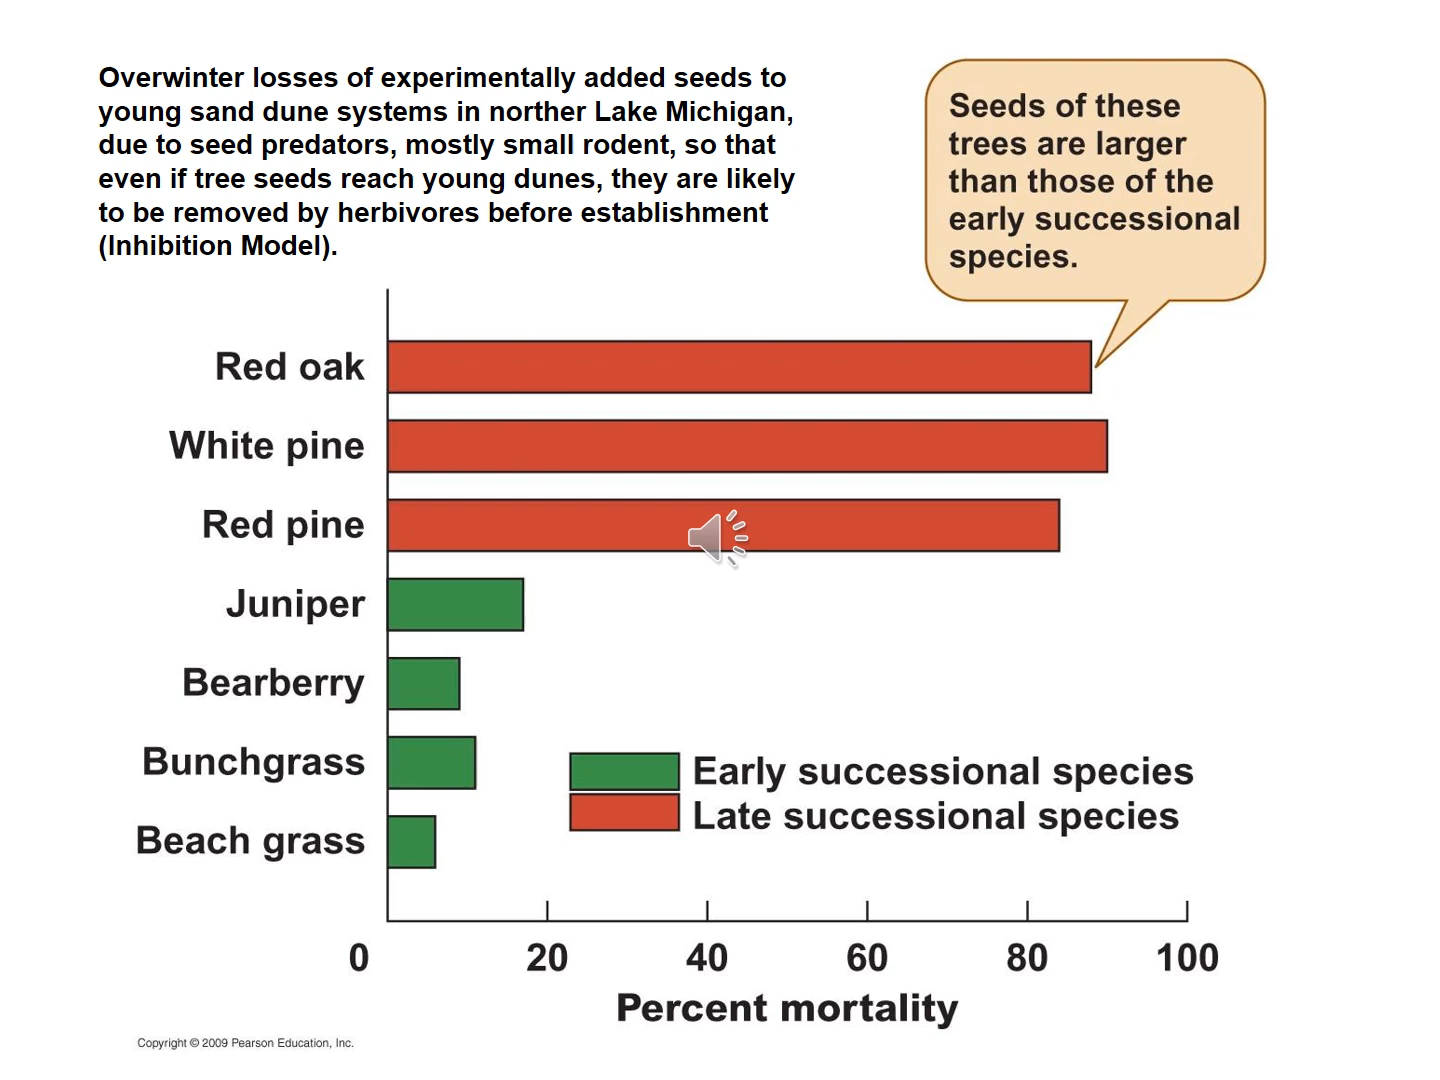 Overwinter losses of experimentally added seeds to
young sand dune systems in norther Lake Michigan,
due to seed predators, mostly small rodent, so that
even if tree seeds reach young dunes, they are likely
to be removed by herbivores before establishment
(Inhibition Model).
Seeds of these
trees are larger
than those of the
early successional
species.
Red oak
White pine
Red pine
Juniper
Bearberry
Bunchgrass
Beach grass
Early successional species
Late successional species
0 20 40 60 80 100
Percent mortality
Copyright © 2009 Pearson Education, Inc.